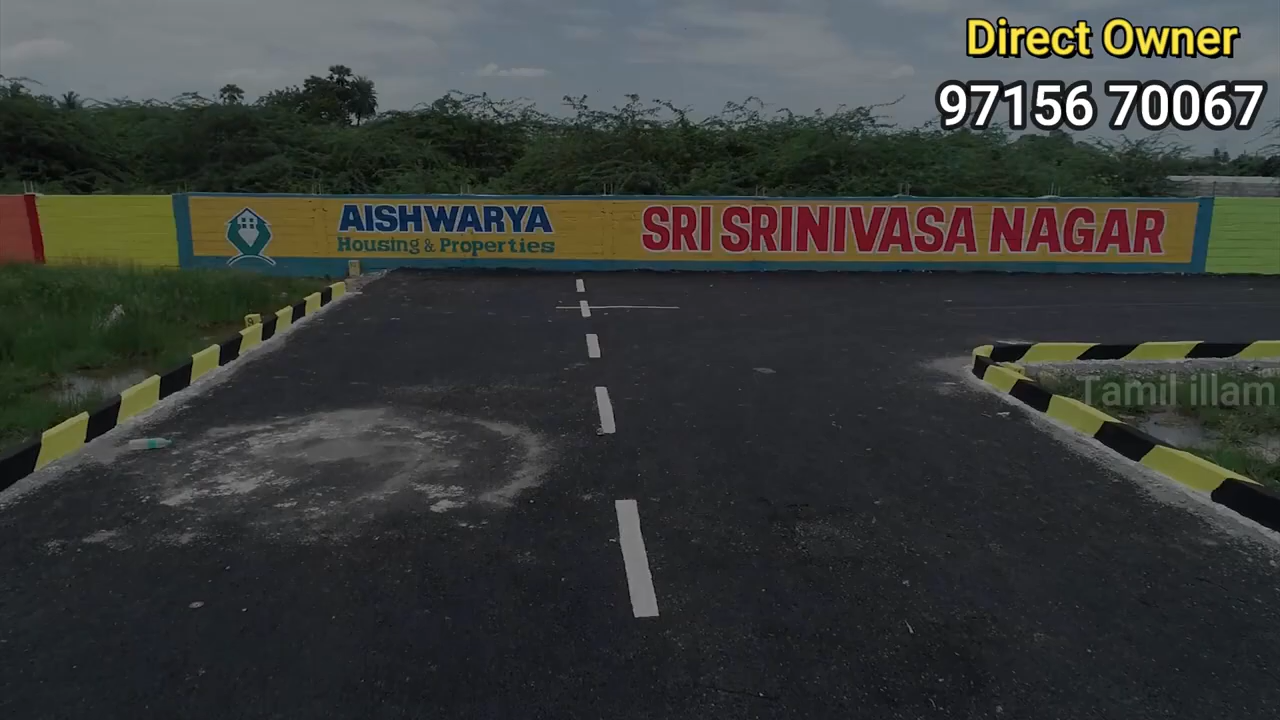 Direct Owner
97156 70067
AISHWARYA
Housing & Properties
SRI SRINIVASA NAGAR
Tamil illam